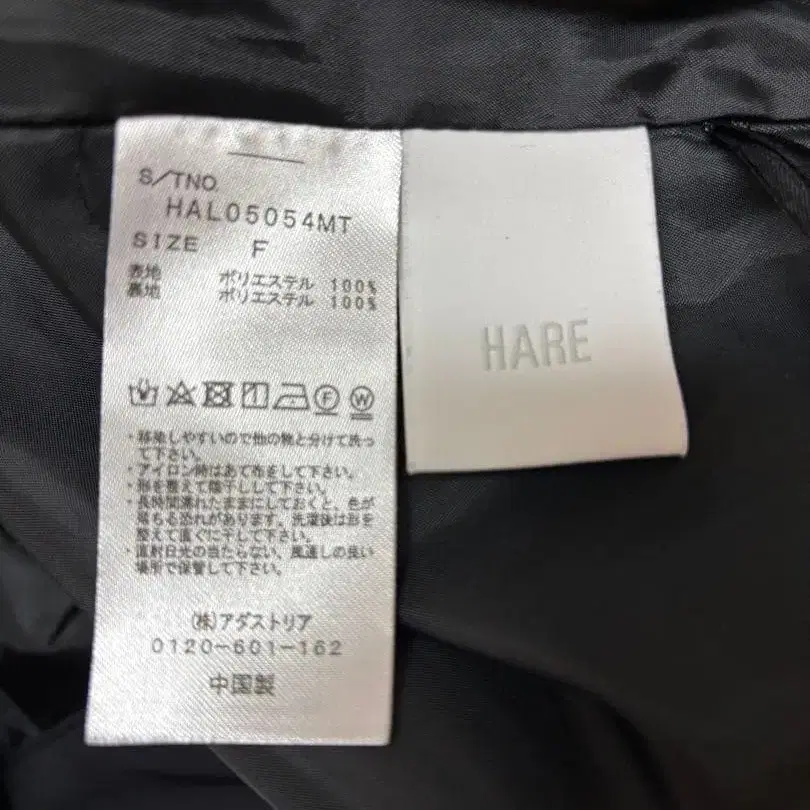 S/TNO.
HAL05054MT
SIZE F
表地 ポリエステル 100%
裏地 ポリエステル 100%
F W
・移染しやすいので他の物と分けて洗っ
て下さい。
・アイロン時はあて布をして下さい。
・形を整えて陰干しして下さい。
・長時間濡れたままにしておくと、色が
落ちる恐れがあります。洗濯後は形を
整えて直ぐに干して下さい。
・直射日光の当たらない、風通しの良い
場所で保管して下さい。
(株)アダストリア
0120-601-162
中国製
HARE